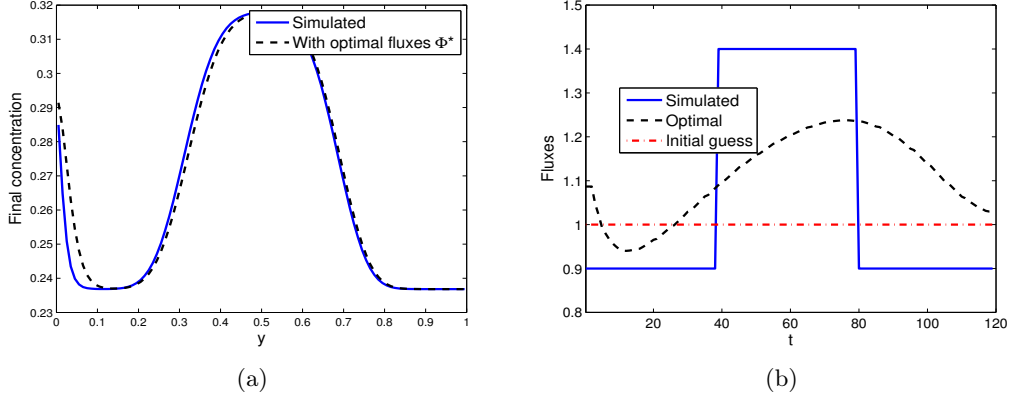 0.32
0.31
0.3
0.29
0.28
0.27
0.26
0.25
0.24
0.23
0 0.1 0.2 0.3 0.4 0.5 0.6 0.7 0.8 0.9 1
y
Final concentration
Simulated
With optimal fluxes Φ*
(a)
1.5
1.4
1.3
1.2
1.1
1
0.9
0.8
20 40 60 80 100 120
t
Fluxes
Simulated
Optimal
Initial guess
(b)